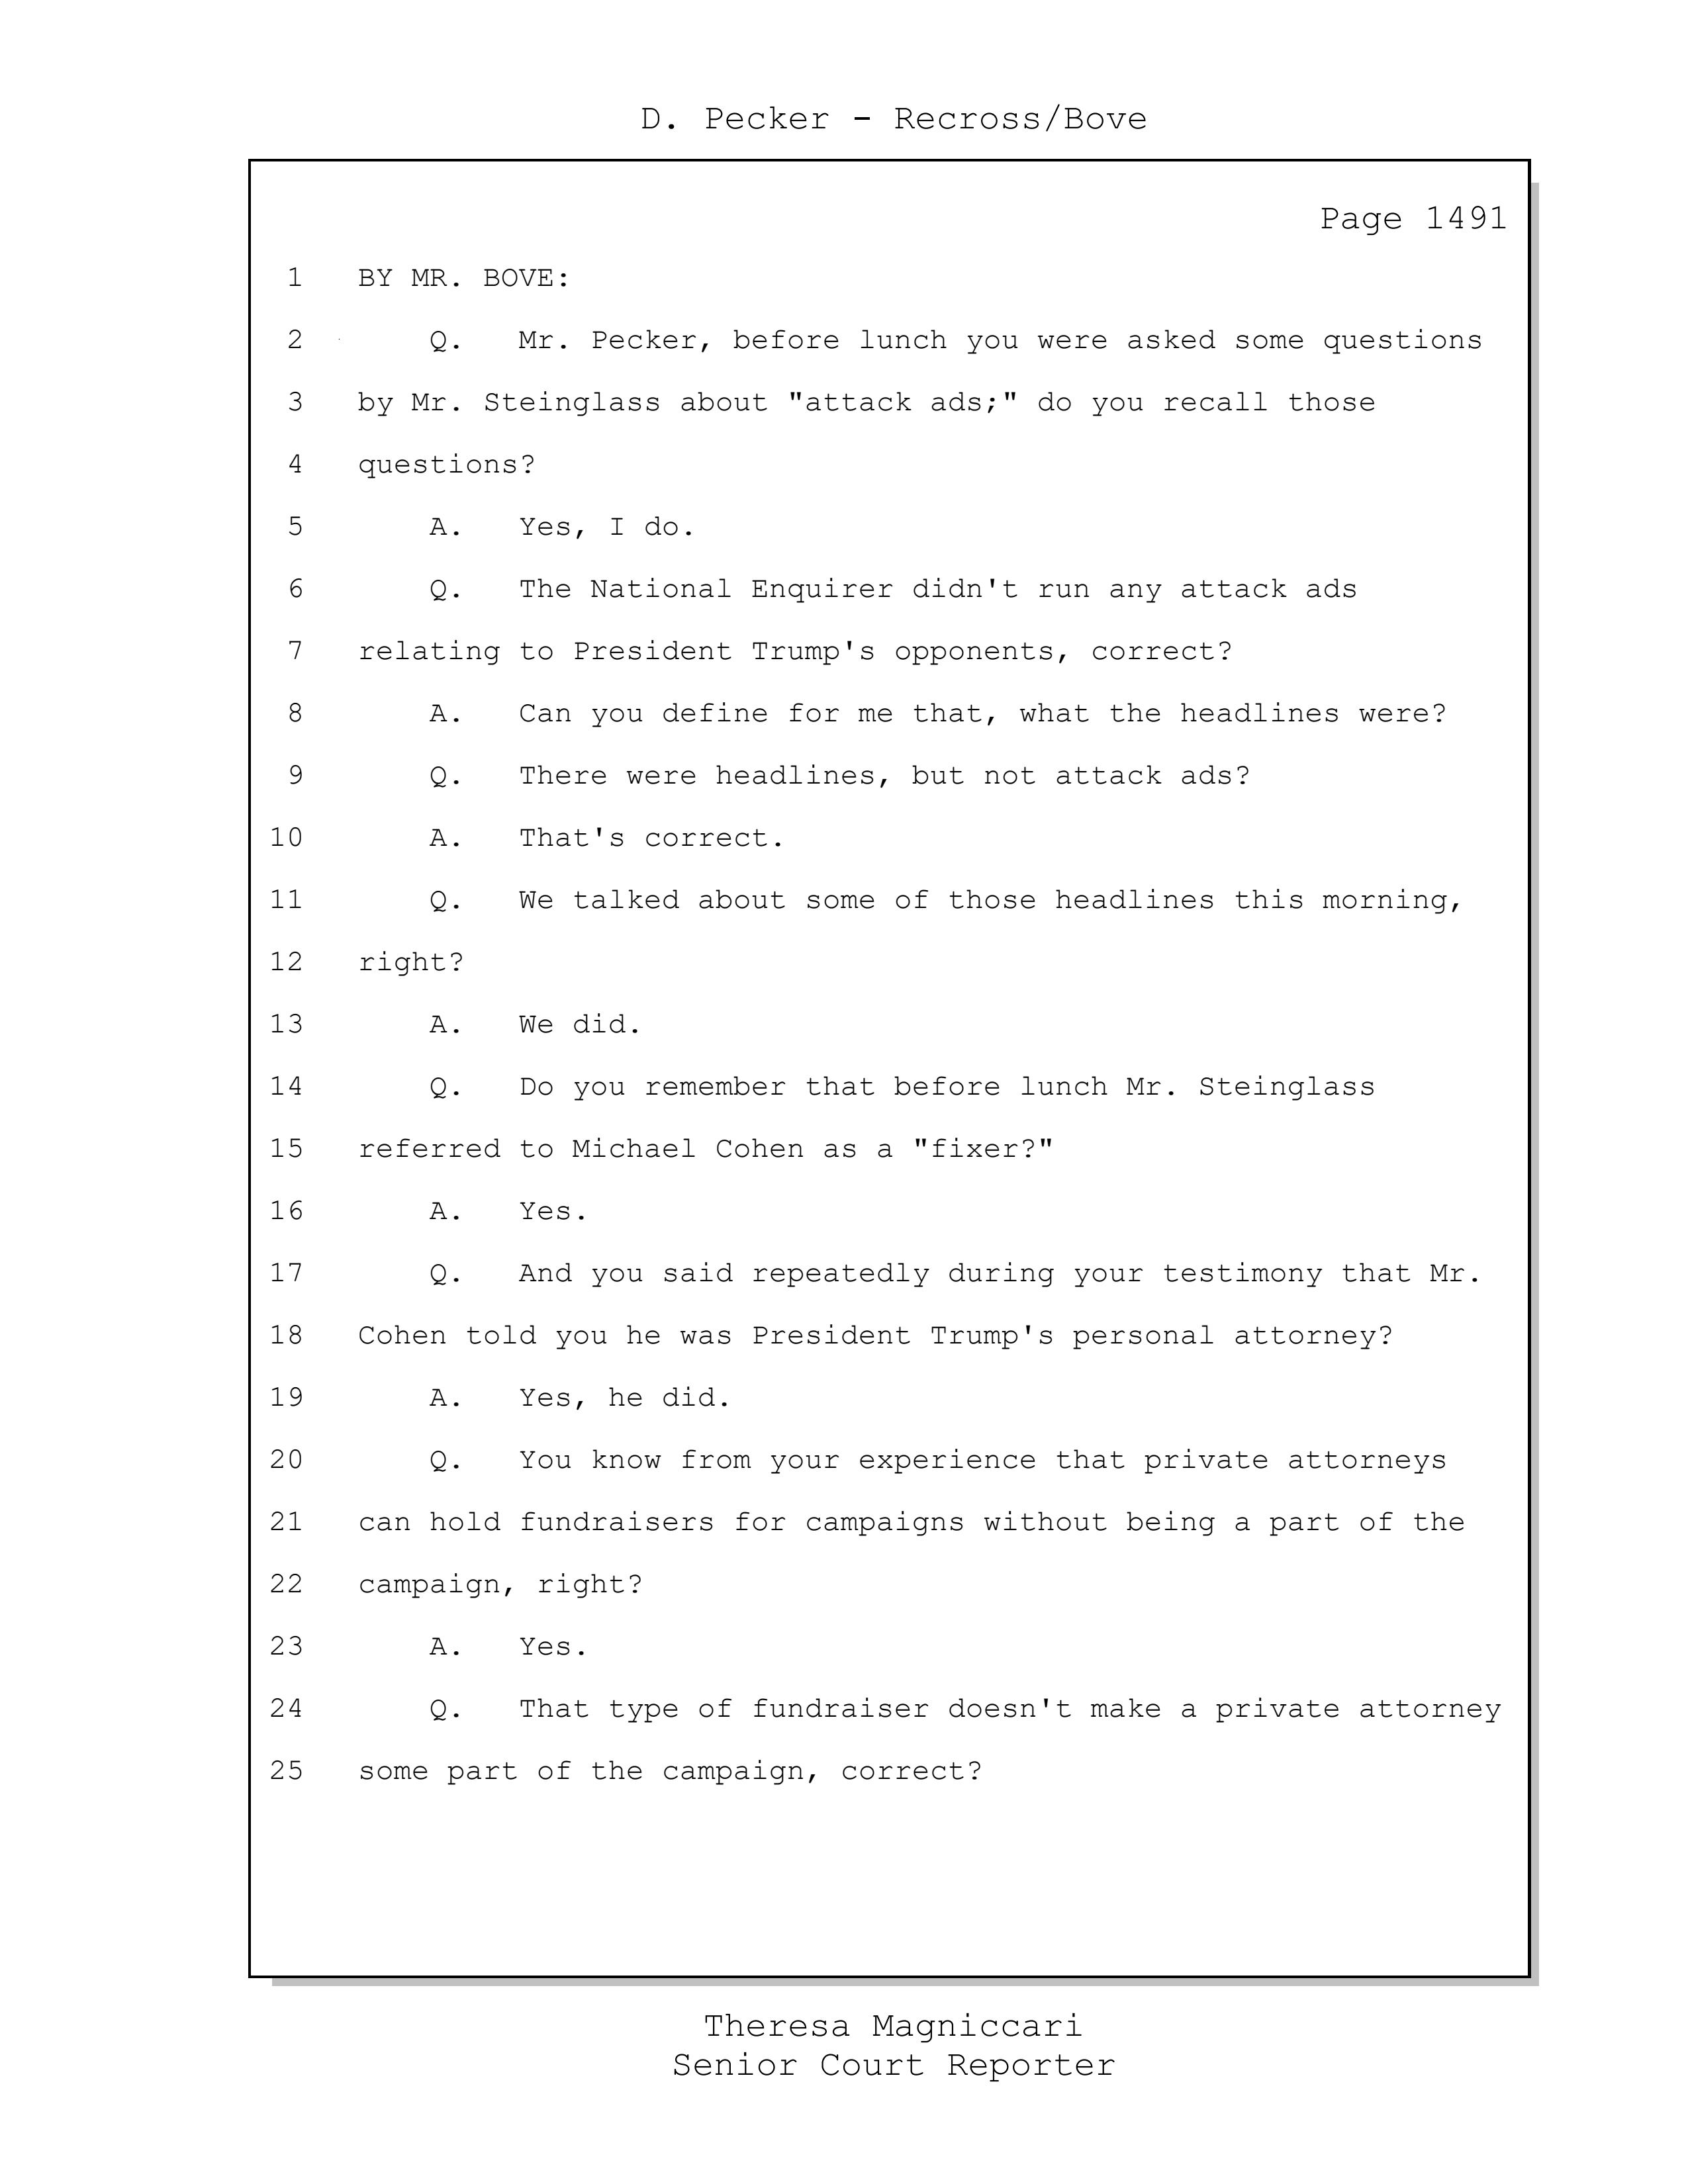 D. Pecker - Recross/Bove
Page 1491
1 BY MR. BOVE:
2 Q. Mr. Pecker, before lunch you were asked some questions
3 by Mr. Steinglass about "attack ads;" do you recall those
4 questions?
5 A. Yes, I do.
6 Q. The National Enquirer didn't run any attack ads
7 relating to President Trump's opponents, correct?
8 A. Can you define for me that, what the headlines were?
9 Q. There were headlines, but not attack ads?
10 A. That's correct.
11 Q. We talked about some of those headlines this morning,
12 right?
13 A. We did.
14 Q. Do you remember that before lunch Mr. Steinglass
15 referred to Michael Cohen as a "fixer?"
16 A. Yes.
17 Q. And you said repeatedly during your testimony that Mr.
18 Cohen told you he was President Trump's personal attorney?
19 A. Yes, he did.
20 Q. You know from your experience that private attorneys
21 can hold fundraisers for campaigns without being a part of the
22 campaign, right?
23 A. Yes.
24 Q. That type of fundraiser doesn't make a private attorney
25 some part of the campaign, correct?
Theresa Magniccari
Senior Court Reporter